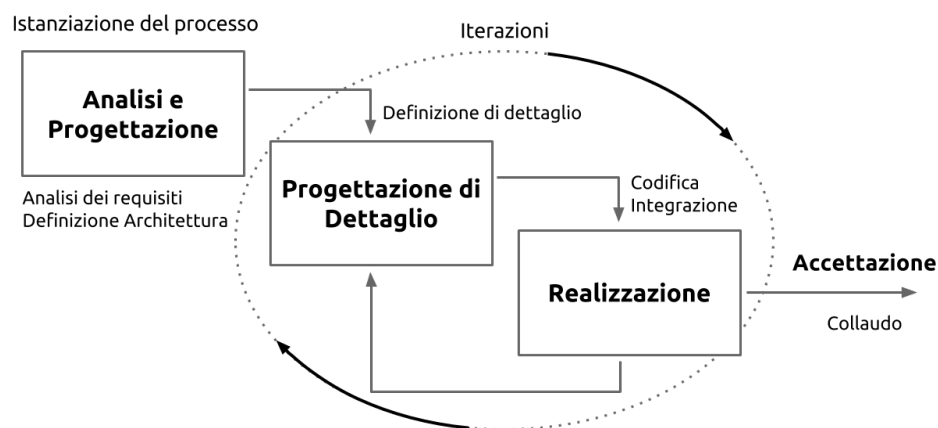 Istanziazione del processo
Iterazioni
Analisi e
Progettazione
Definizione di dettaglio
Analisi dei requisiti
Definizione Architettura
Progettazione di
Dettaglio
Codifica
Integrazione
Realizzazione
Accettazione
Collaudo